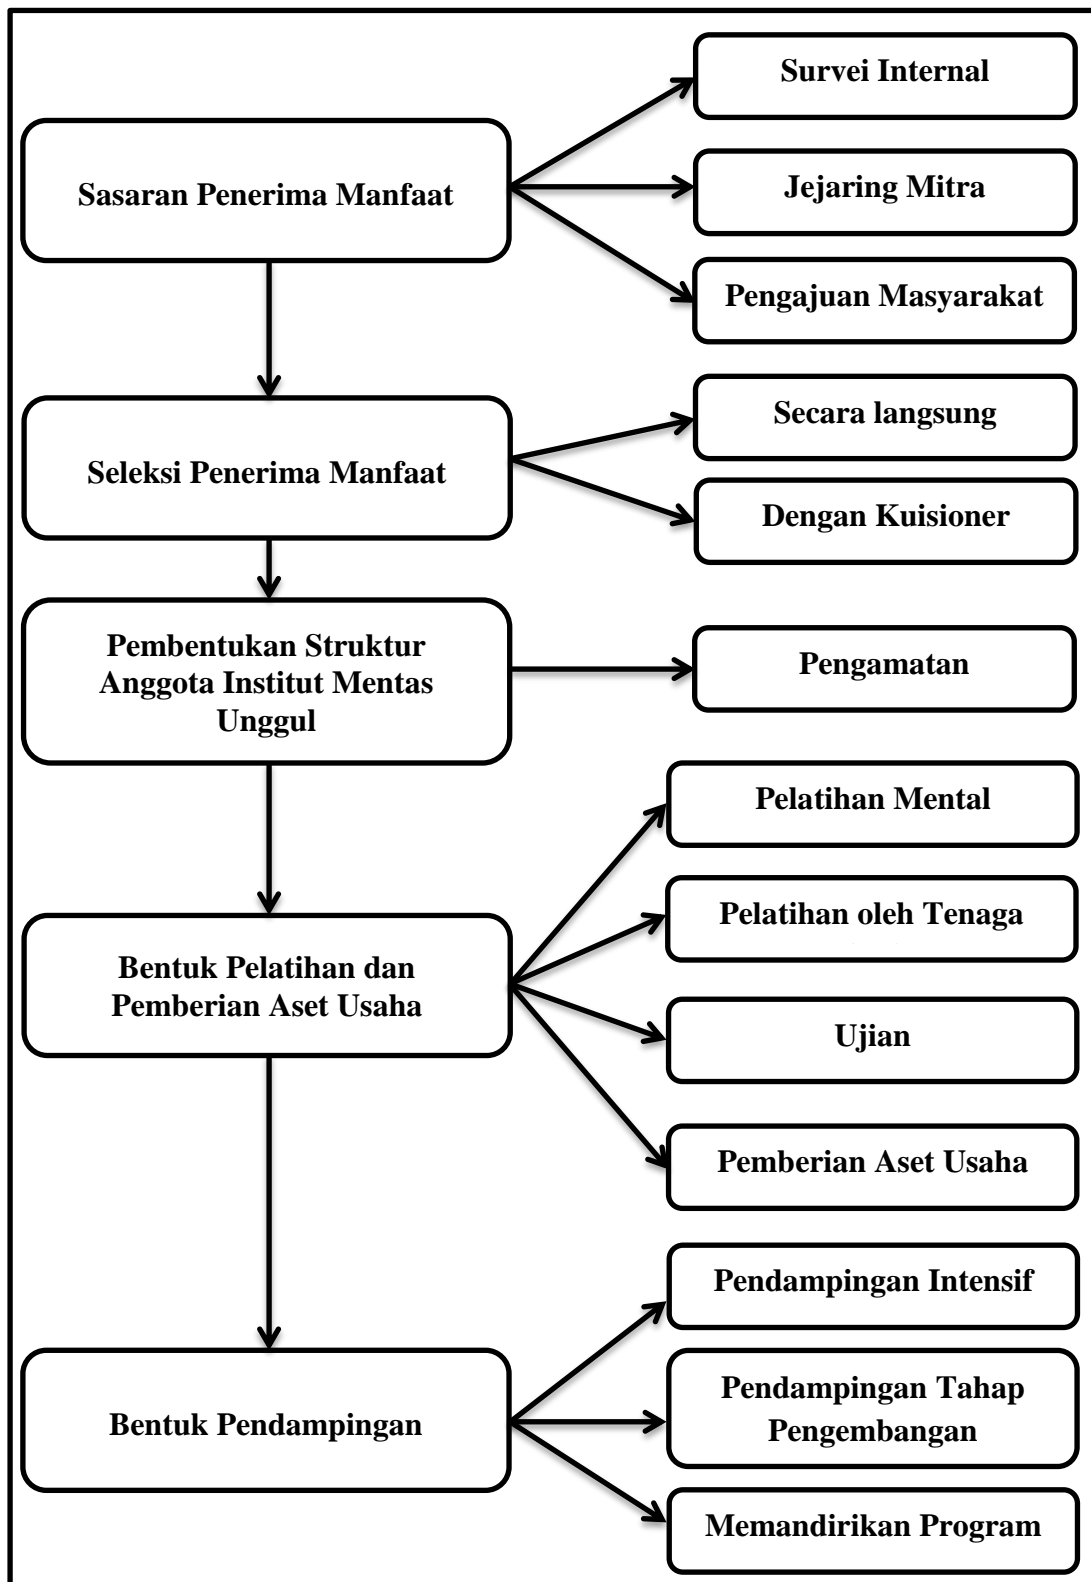 Sasaran Penerima Manfaat
Survei Internal
Jejaring Mitra
Pengajuan Masyarakat
Seleksi Penerima Manfaat
Secara langsung
Dengan Kuisioner
Pembentukan Struktur
Anggota Institut Mentas
Unggul
Pengamatan
Bentuk Pelatihan dan
Pemberian Aset Usaha
Pelatihan Mental
Pelatihan oleh Tenaga
Ujian
Pemberian Aset Usaha
Bentuk Pendampingan
Pendampingan Intensif
Pendampingan Tahap
Pengembangan
Memandirikan Program